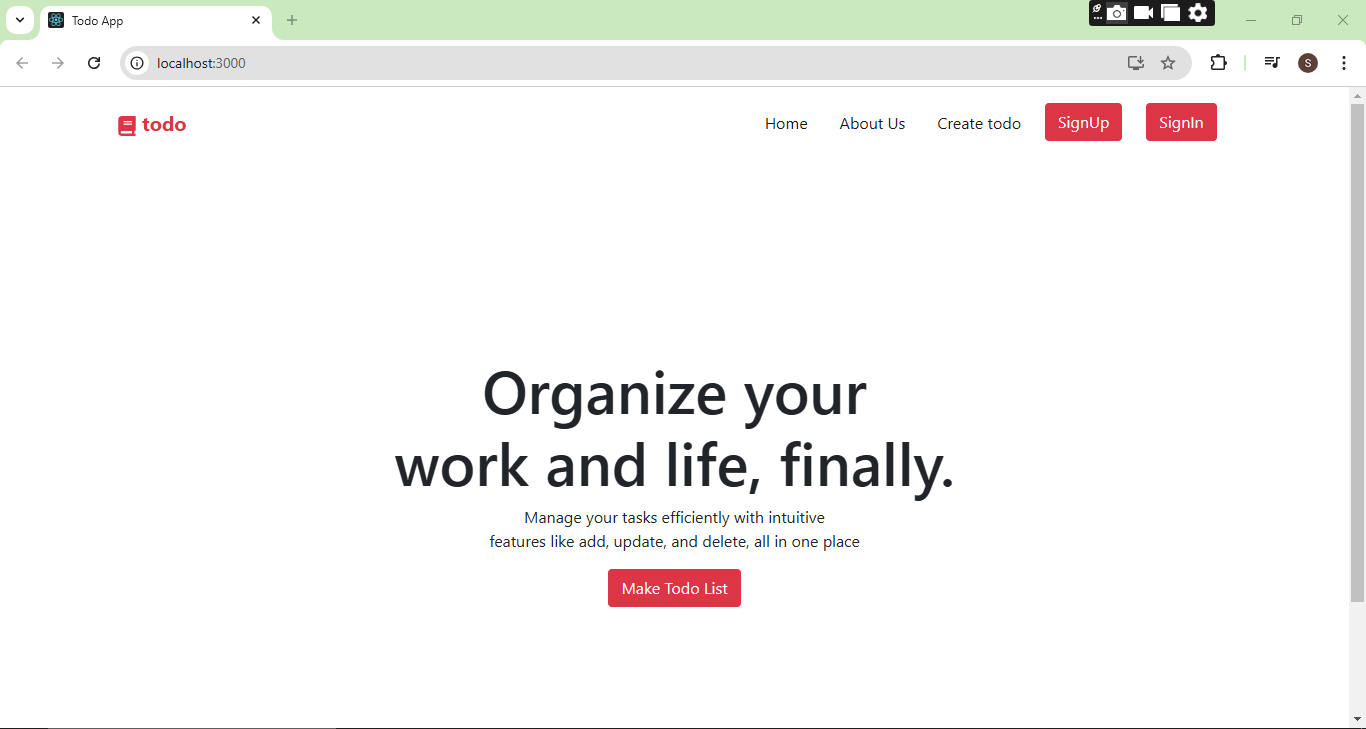 Todo App
localhost:3000
S
todo
Home About Us Create todo SignUp SignIn
Organize your
work and life, finally.
Manage your tasks efficiently with intuitive
features like add, update, and delete, all in one place
Make Todo List